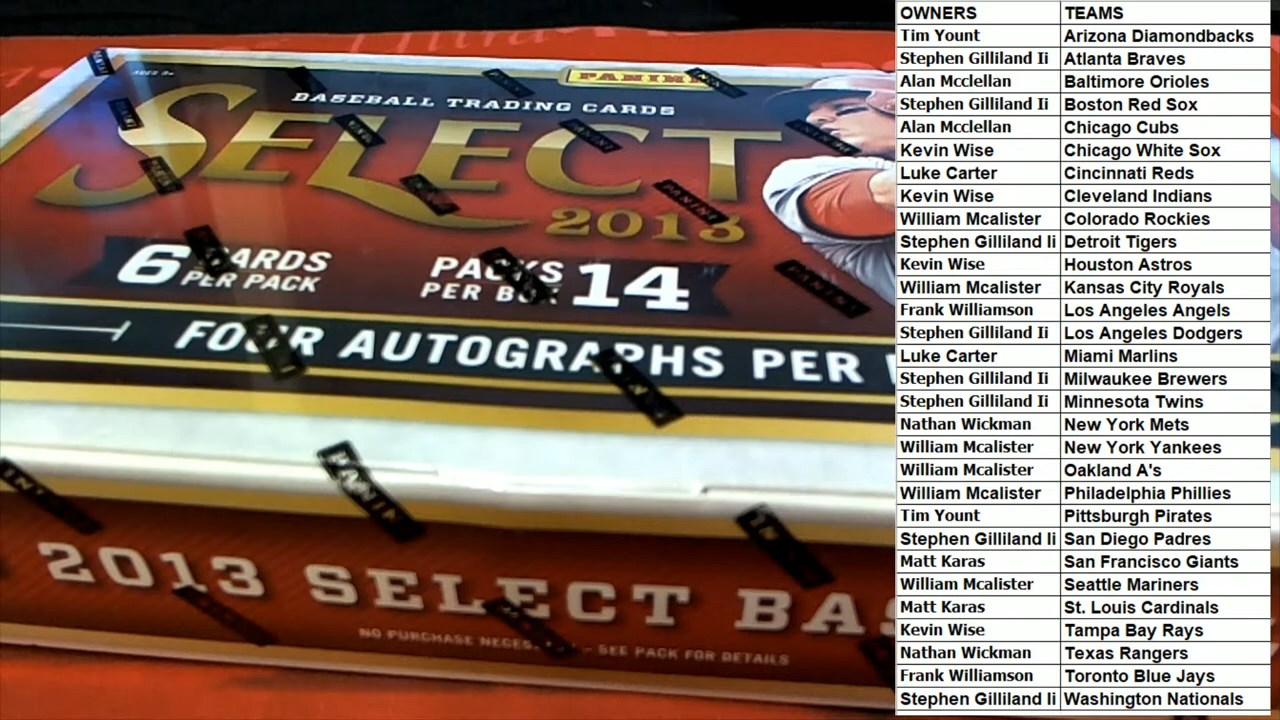 AGES 9+
PANINI
BASEBALL TRADING CARDS
SELECT
2013
6 CARDS PER PACK
PACKS PER BOX 14
FOUR AUTOGRAPHS PER
2013 SELECT BAS
NO PURCHASE NECES - SEE PACK FOR DETAILS
OWNERS TEAMS
Tim Yount Arizona Diamondbacks
Stephen Gilliland Ii Atlanta Braves
Alan Mcclellan Baltimore Orioles
Stephen Gilliland Ii Boston Red Sox
Alan Mcclellan Chicago Cubs
Kevin Wise Chicago White Sox
Luke Carter Cincinnati Reds
Kevin Wise Cleveland Indians
William Mcalister Colorado Rockies
Stephen Gilliland Ii Detroit Tigers
Kevin Wise Houston Astros
William Mcalister Kansas City Royals
Frank Williamson Los Angeles Angels
Stephen Gilliland Ii Los Angeles Dodgers
Luke Carter Miami Marlins
Stephen Gilliland Ii Milwaukee Brewers
Stephen Gilliland Ii Minnesota Twins
Nathan Wickman New York Mets
William Mcalister New York Yankees
William Mcalister Oakland A's
William Mcalister Philadelphia Phillies
Tim Yount Pittsburgh Pirates
Stephen Gilliland Ii San Diego Padres
Matt Karas San Francisco Giants
William Mcalister Seattle Mariners
Matt Karas St. Louis Cardinals
Kevin Wise Tampa Bay Rays
Nathan Wickman Texas Rangers
Frank Williamson Toronto Blue Jays
Stephen Gilliland Ii Washington Nationals